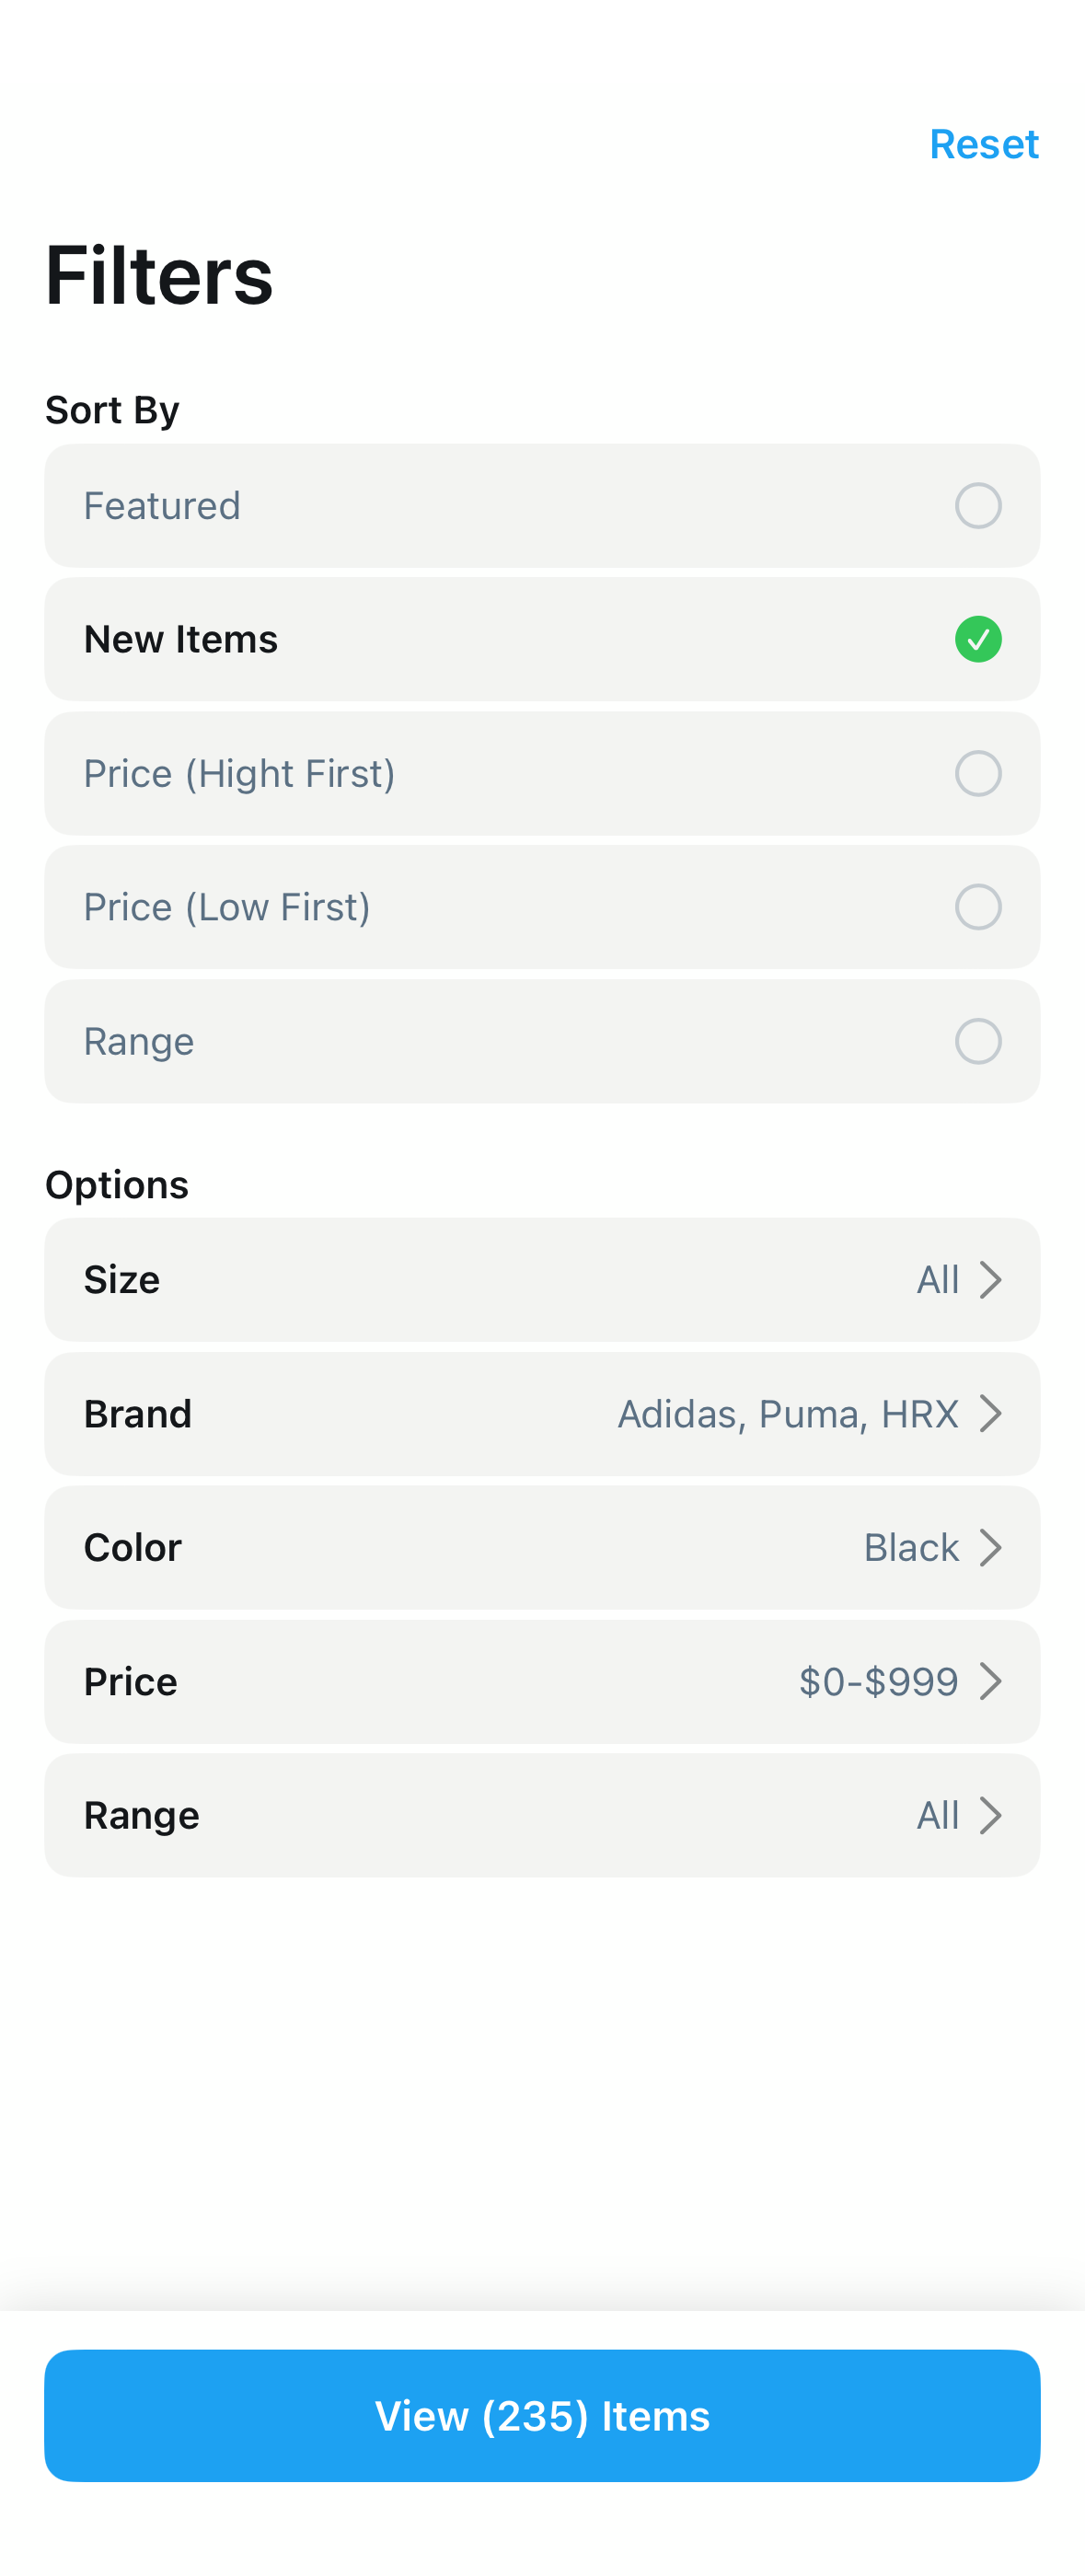 Reset
Filters
Sort By
Featured
New Items
Price (Hight First)
Price (Low First)
Range
Options
Size All
Brand Adidas, Puma, HRX
Color Black
Price $0-$999
Range All
View (235) Items